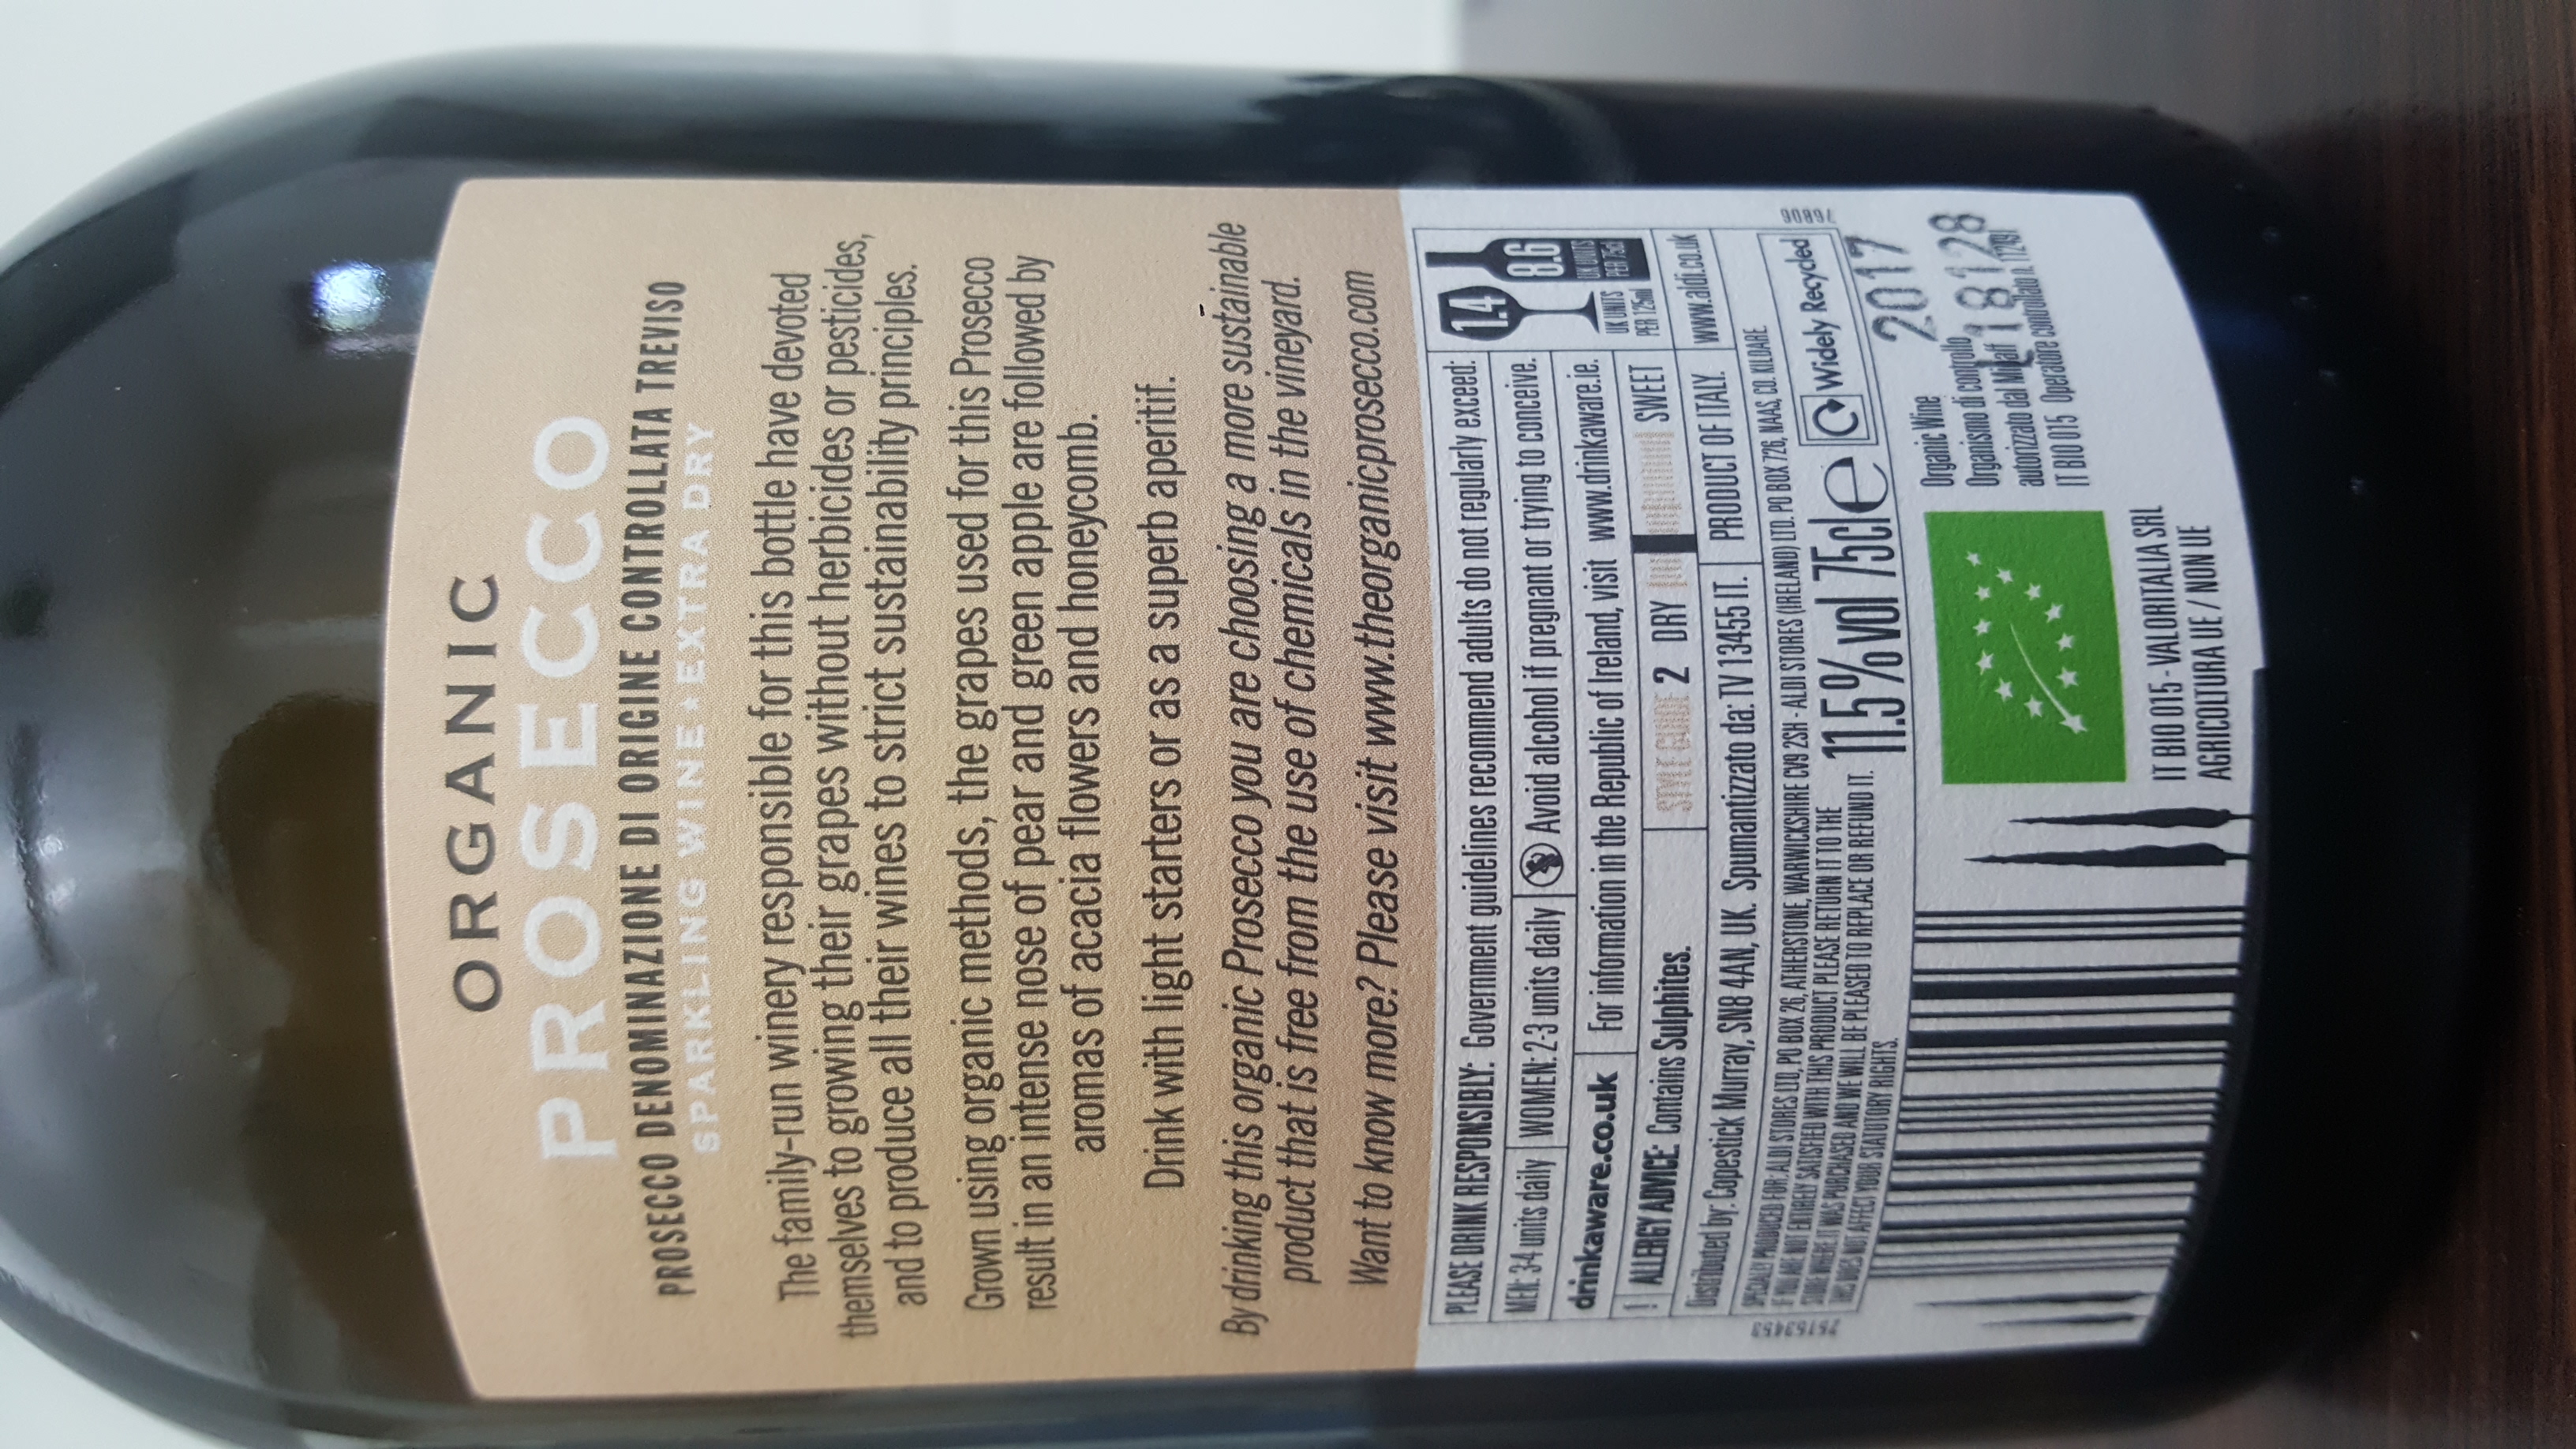 ORGANIC
PROSECCO
PROSECCO DENOMINAZIONE DI ORIGINE CONTROLLATA TREVISO
SPARKLING WINE★EXTRA DRY
The family-run winery responsible for this bottle have devoted
themselves to growing their grapes without herbicides or pesticides,
and to produce all their wines to strict sustainability principles.
Grown using organic methods, the grapes used for this Prosecco
result in an intense nose of pear and green apple are followed by
aromas of acacia flowers and honeycomb.
Drink with light starters or as a superb aperitif.
By drinking this organic Prosecco you are choosing a more sustainable
product that is free from the use of chemicals in the vineyard.
Want to know more? Please visit www.theorganicprosecco.com
PLEASE DRINK RESPONSIBLY: Government guidelines recommend adults do not regularly exceed:
MEN: 3-4 units daily WOMEN: 2-3 units daily Avoid alcohol if pregnant or trying to conceive.
drinkaware.co.uk For information in the Republic of Ireland, visit www.drinkaware.ie.
1.4
UK UNITS
PER 125ml
8.6
UK UNITS
PER 75cl
! ALLERGY ADVICE: Contains Sulphites. STYLE GUIDE 2 DRY SWEET
Distributed by: Copestick Murray, SN8 4AN, UK. Spumantizzato da: TV 13455 IT. PRODUCT OF ITALY. www.aldi.co.uk
SPECIALLY PRODUCED FOR: ALDI STORES LTD, PO BOX 26, ATHERSTONE, WARWICKSHIRE CV9 2SH - ALDI STORES (IRELAND) LTD. PO BOX 726, NAAS, CO. KILDARE.
IF YOU ARE NOT ENTIRELY SATISFIED WITH THIS PRODUCT PLEASE RETURN IT TO THE
STORE WHERE IT WAS PURCHASED AND WE WILL BE PLEASED TO REPLACE OR REFUND IT.
THIS DOES NOT AFFECT YOUR STATUTORY RIGHTS.
11.5%vol 75cl e Widely Recycled
76806
2017
L18128
Organic Wine
Organismo di controllo
autorizzato dal Mipaaff
IT BIO 015 Operatore controllato n.
IT BIO 015 - VALORITALIA SRL
AGRICOLTURA UE / NON UE